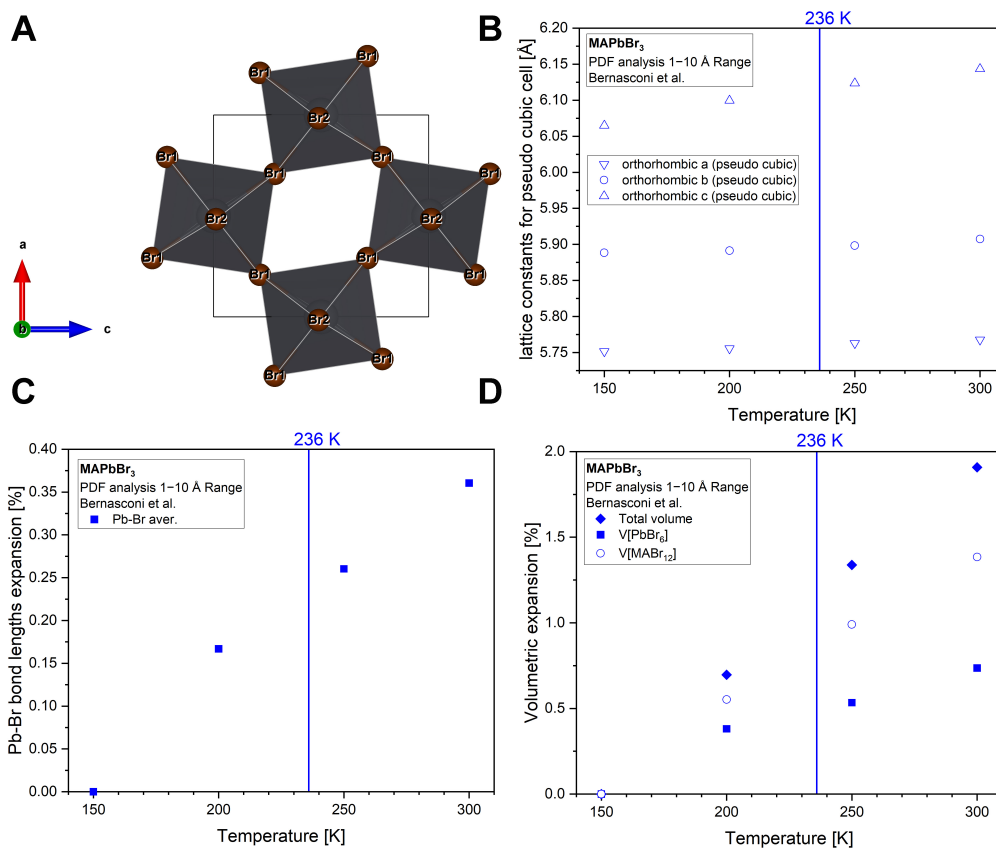 A
Br1
Br1
Br2
Br1
Br1
Br1
Br1
Br2
Br2
Br1
Br1
Br1
Br1
Br2
Br1
Br1
a
b
c
B
236 K
MAPbBr₃
PDF analysis 1−10 Å Range
Bernasconi et al.
orthorhombic a (pseudo cubic)
orthorhombic b (pseudo cubic)
orthorhombic c (pseudo cubic)
lattice constants for pseudo cubic cell [Å]
6.20
6.15
6.10
6.05
6.00
5.95
5.90
5.85
5.80
5.75
150
200
250
300
Temperature [K]
C
236 K
MAPbBr₃
PDF analysis 1−10 Å Range
Bernasconi et al.
Pb-Br aver.
Pb-Br bond lengths expansion [%]
0.40
0.35
0.30
0.25
0.20
0.15
0.10
0.05
0.00
150
200
250
300
Temperature [K]
D
236 K
MAPbBr₃
PDF analysis 1−10 Å Range
Bernasconi et al.
Total volume
V[PbBr₆]
V[MABr₁₂]
Volumetric expansion [%]
2.0
1.5
1.0
0.5
0.0
150
200
250
300
Temperature [K]